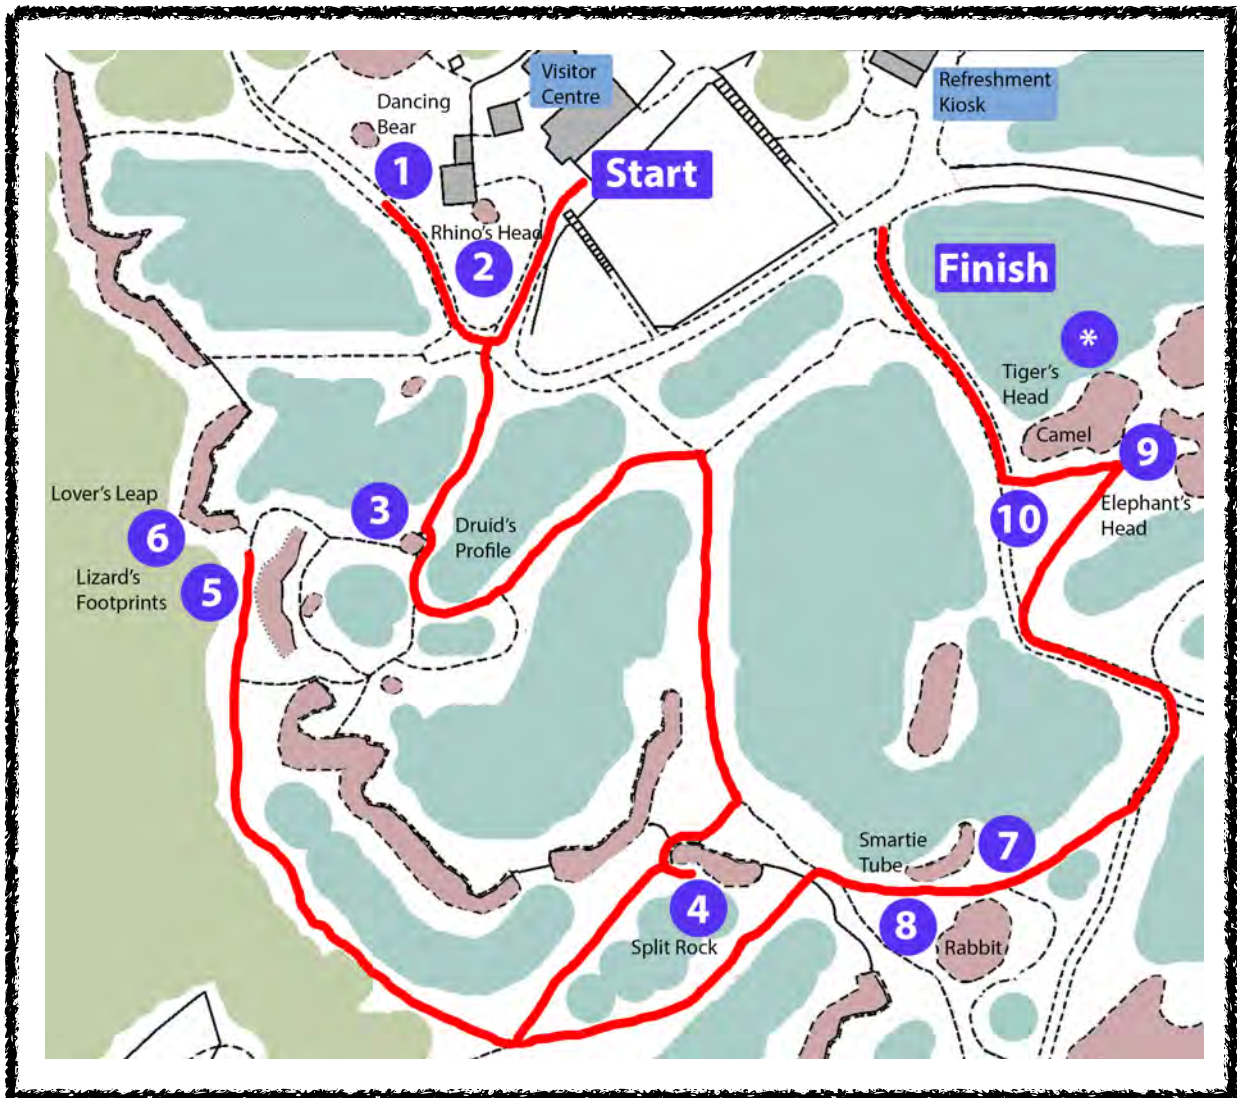 Visitor
Centre
Refreshment
Kiosk
Dancing
Bear
1
Start
Rhino's Head
2
Finish
*
Tiger's
Head
Camel
9
Elephant's
Head
10
Lover's Leap
6
3
Druid's
Profile
Lizard's
Footprints
5
Smartie
Tube
7
4
Split Rock
8
Rabbit